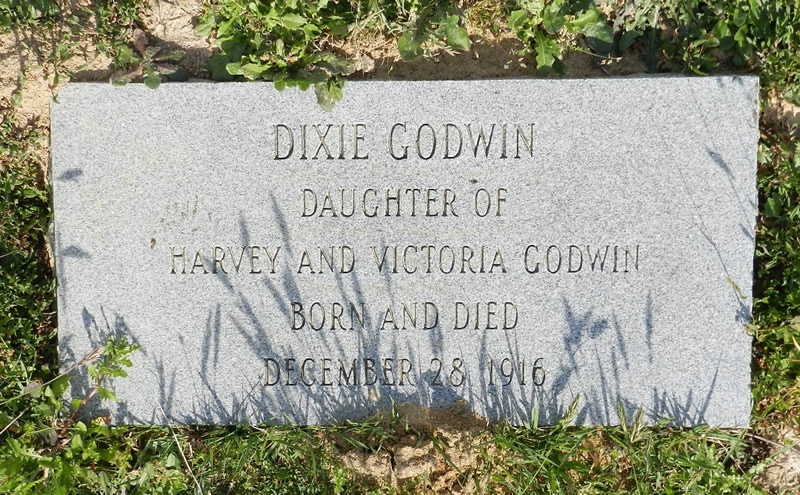 DIXIE GODWIN
DAUGHTER OF
HARVEY AND VICTORIA GODWIN
BORN AND DIED
DECEMBER 28, 1916